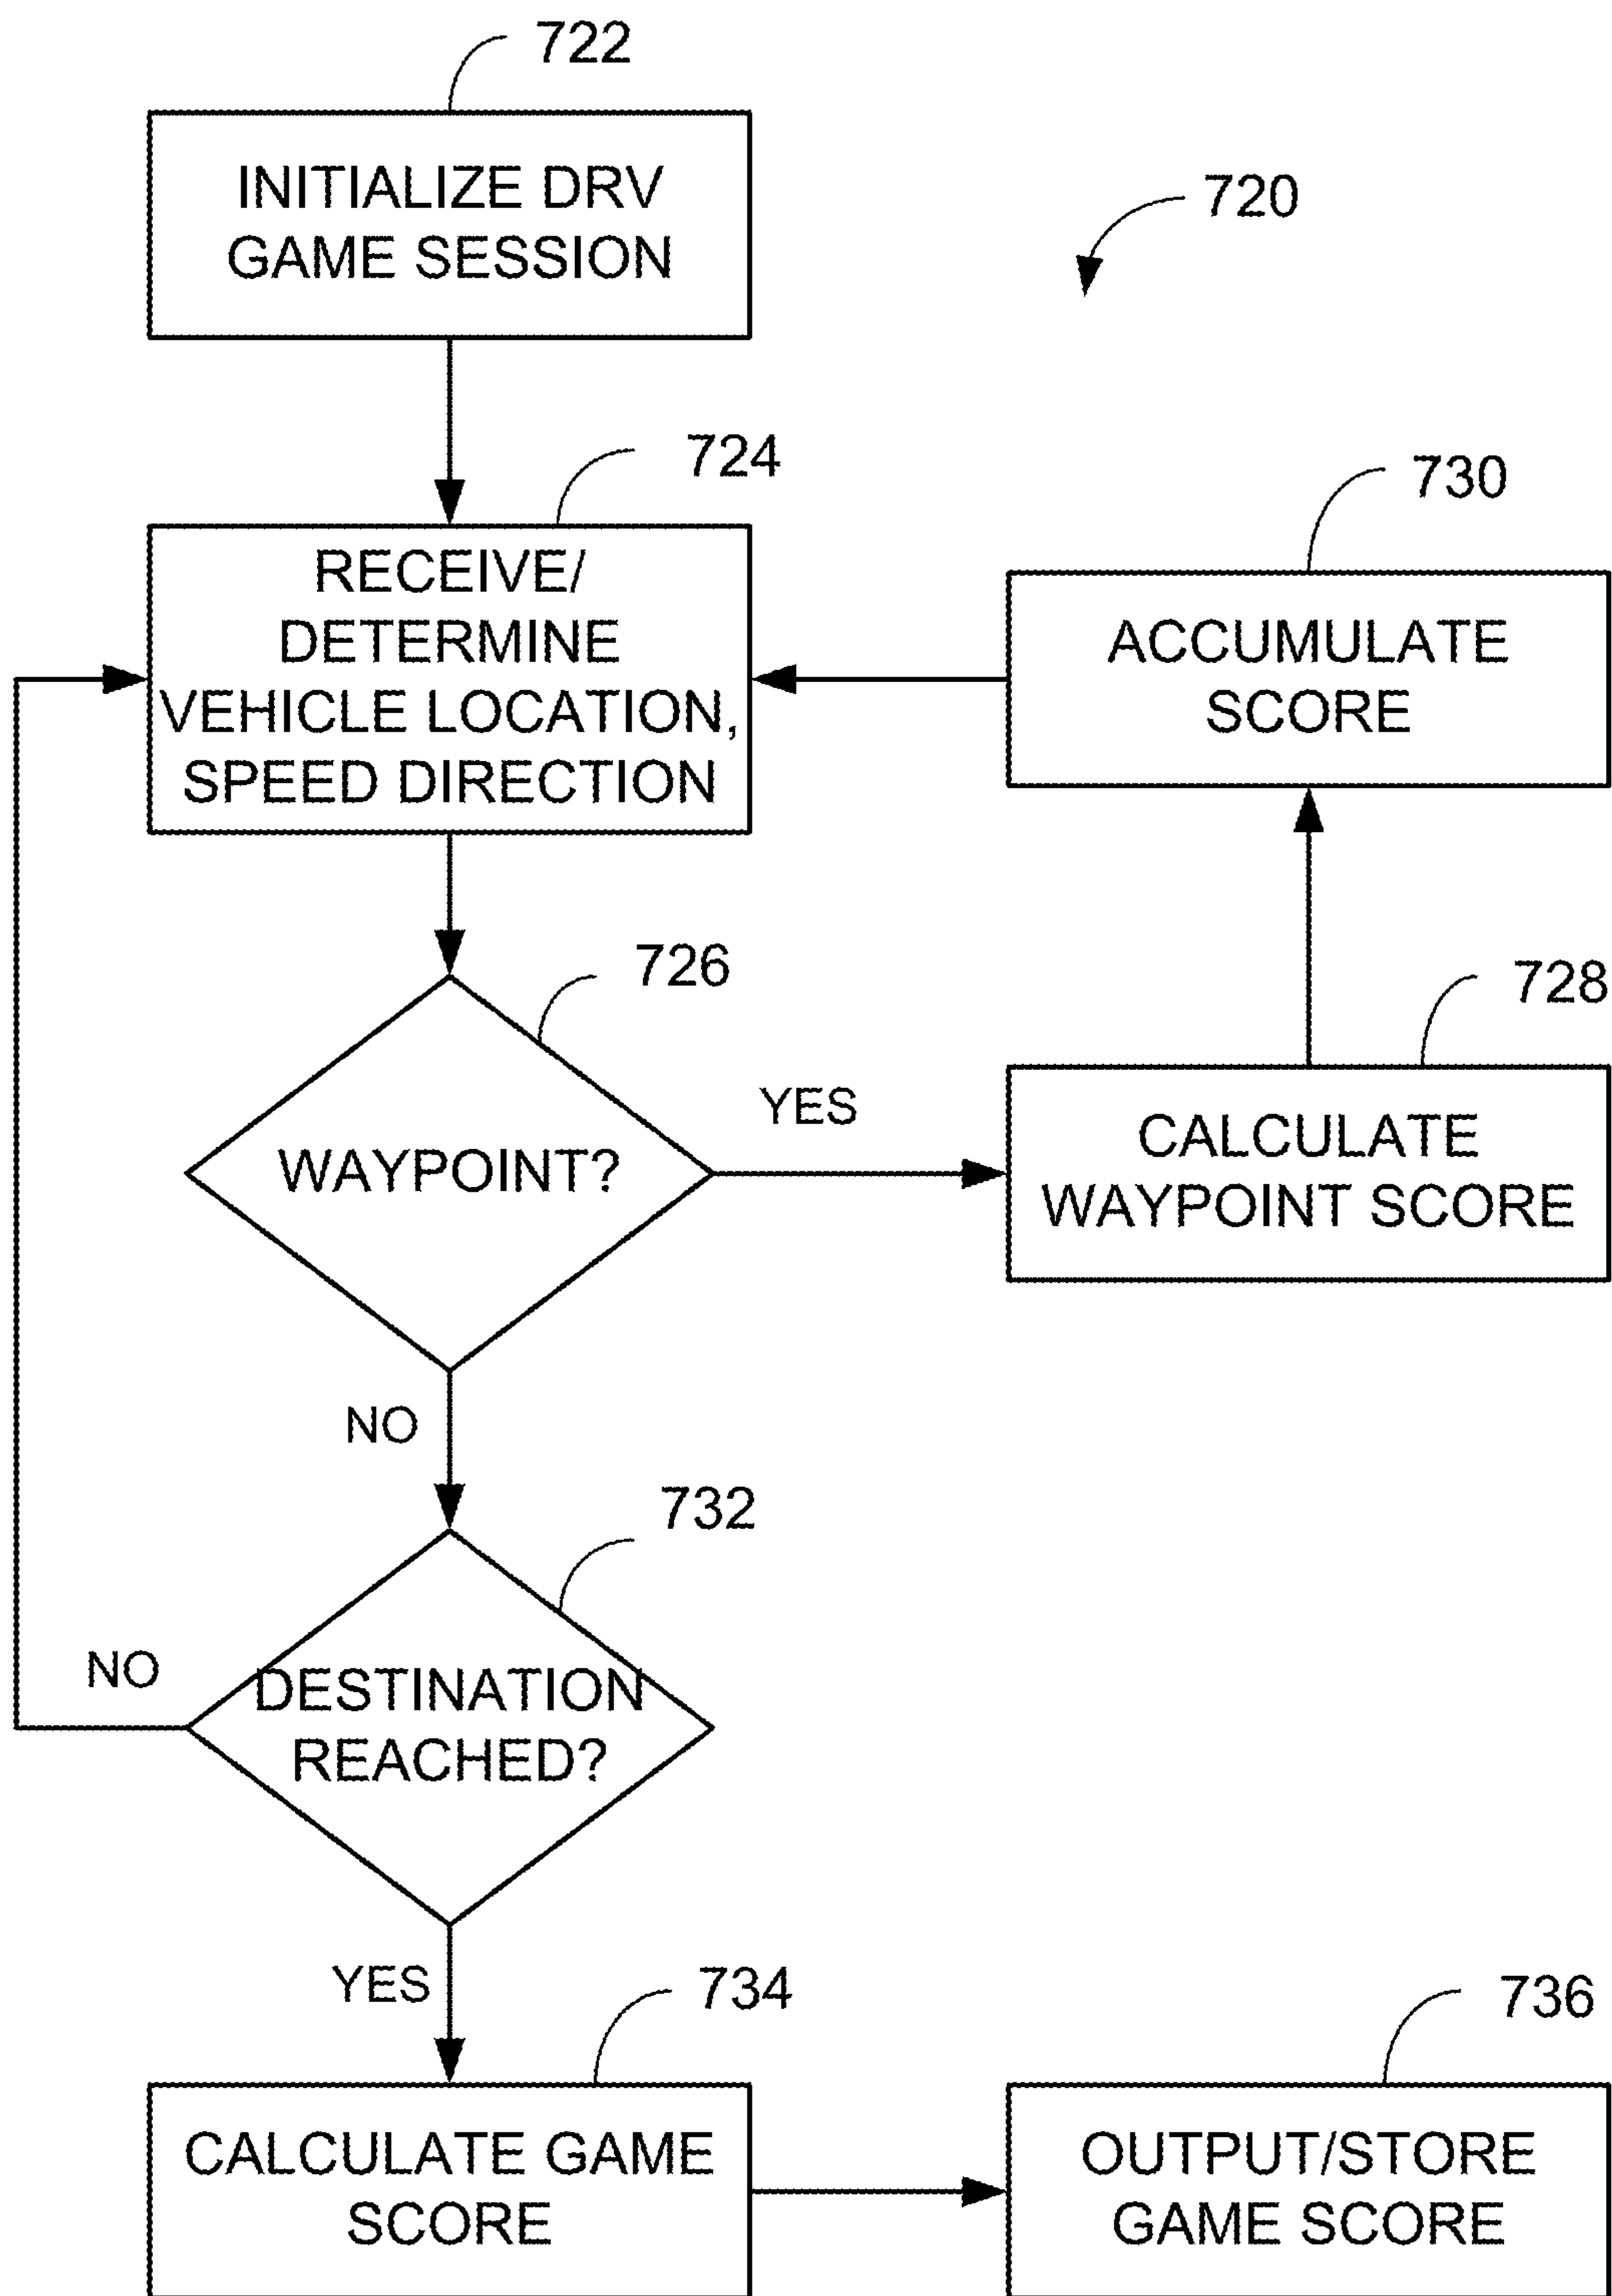 722
INITIALIZE DRV
GAME SESSION
720
724
RECEIVE/
DETERMINE
VEHICLE LOCATION,
SPEED DIRECTION
730
ACCUMULATE
SCORE
726
WAYPOINT?
YES
728
CALCULATE
WAYPOINT SCORE
NO
732
DESTINATION
REACHED?
NO
YES
734
CALCULATE GAME
SCORE
736
OUTPUT/STORE
GAME SCORE